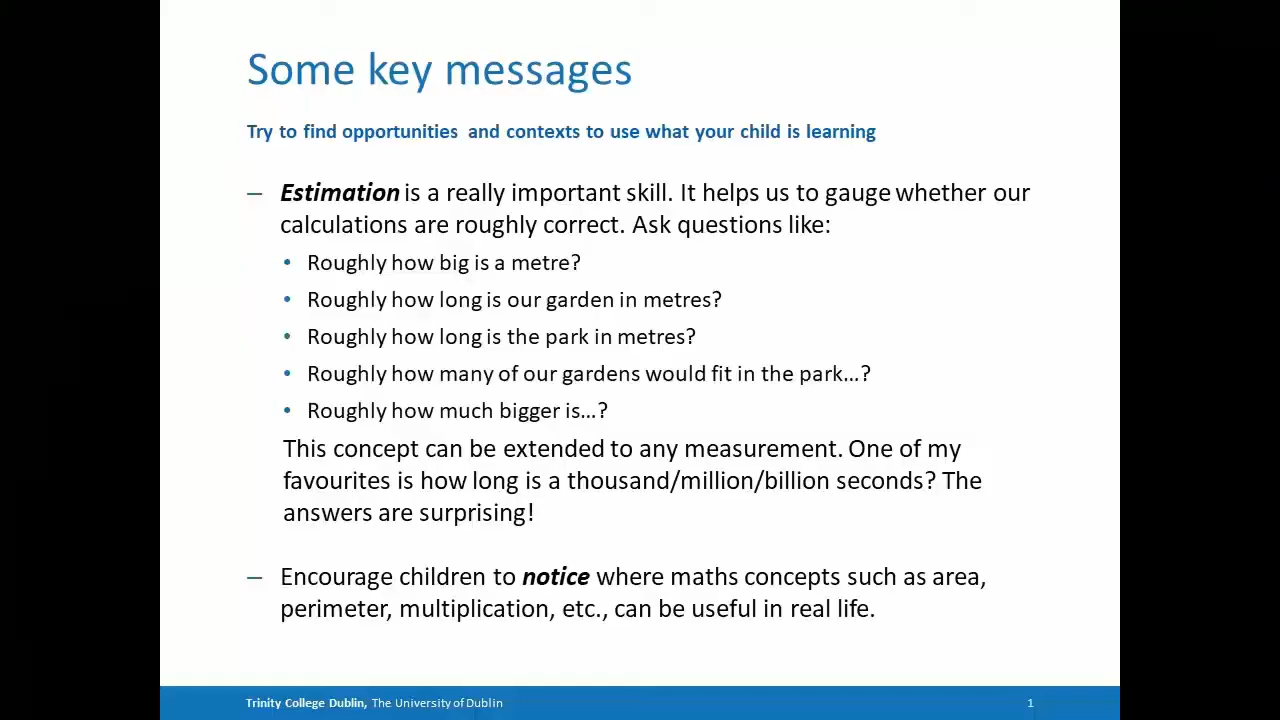 Some key messages
Try to find opportunities and contexts to use what your child is learning
– Estimation is a really important skill. It helps us to gauge whether our
calculations are roughly correct. Ask questions like:
• Roughly how big is a metre?
• Roughly how long is our garden in metres?
• Roughly how long is the park in metres?
• Roughly how many of our gardens would fit in the park…?
• Roughly how much bigger is…?
This concept can be extended to any measurement. One of my
favourites is how long is a thousand/million/billion seconds? The
answers are surprising!
– Encourage children to notice where maths concepts such as area,
perimeter, multiplication, etc., can be useful in real life.
Trinity College Dublin, The University of Dublin 1